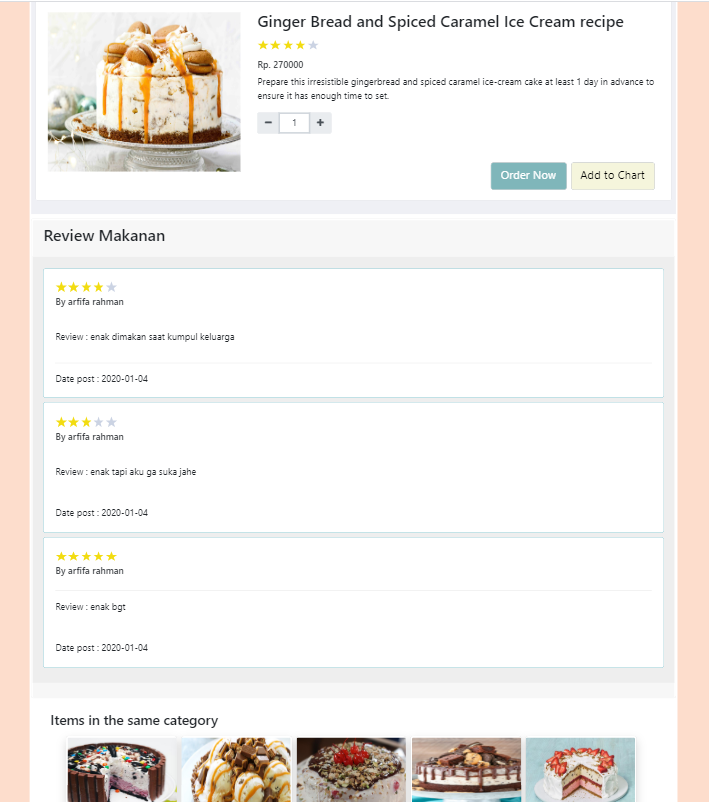 Ginger Bread and Spiced Caramel Ice Cream recipe
Rp. 270000
Prepare this irresistible gingerbread and spiced caramel ice-cream cake at least 1 day in advance to
ensure it has enough time to set.
− 1 +
Order Now Add to Chart
Review Makanan
By arfifa rahman
Review : enak dimakan saat kumpul keluarga
Date post : 2020-01-04
By arfifa rahman
Review : enak tapi aku ga suka jahe
Date post : 2020-01-04
By arfifa rahman
Review : enak bgt
Date post : 2020-01-04
Items in the same category